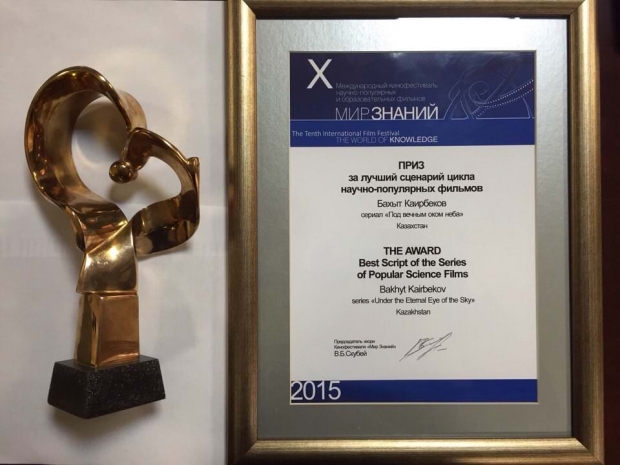 X
Международный кинофестиваль
научно-популярных
и образовательных фильмов
МИР ЗНАНИЙ
The Tenth International Film Festival
THE WORLD OF KNOWLEDGE
ПРИЗ
за лучший сценарий цикла
научно-популярных фильмов
Бахыт Каирбеков
сериал «Под вечным оком неба»
Казахстан
THE AWARD
Best Script of the Series
of Popular Science Films
Bakhyt Kairbekov
series «Under the Eternal Eye of the Sky»
Kazakhstan
Председатель жюри
Кинофестиваля «Мир Знаний»
В.Б.Скубей
2015